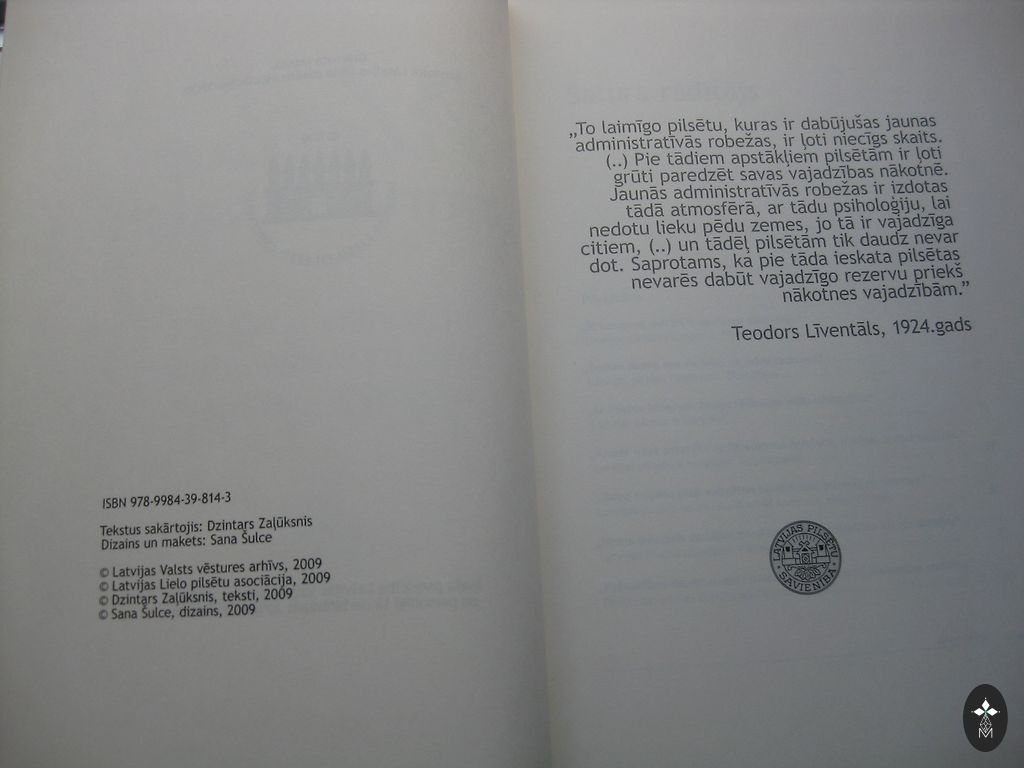 ISBN 978-9984-39-814-3
Tekstus sakārtojis: Dzintars Zaļūksnis
Dizains un makets: Sana Šulce
© Latvijas Valsts vēstures arhīvs, 2009
© Latvijas Lielo pilsētu asociācija, 2009
© Dzintars Zaļūksnis, teksti, 2009
© Sana Šulce, dizains, 2009
„To laimīgo pilsētu, kuras ir dabūjušas jaunas
administratīvās robežas, ir ļoti niecīgs skaits.
(..) Pie tādiem apstākļiem pilsētām ir ļoti
grūti paredzēt savas vajadzības nākotnē.
Jaunās administratīvās robežas ir izdotas
tādā atmosfērā, ar tādu psiholoģiju, lai
nedotu lieku pēdu zemes, jo tā ir vajadzīga
citiem, (..) un tādēļ pilsētām tik daudz nevar
dot. Saprotams, ka pie tāda ieskata pilsētas
nevarēs dabūt vajadzīgo rezervu priekš
nākotnes vajadzībām.”
Teodors Līventāls, 1924.gads
LATVIJAS PILSĒTU
SAVIENĪBA